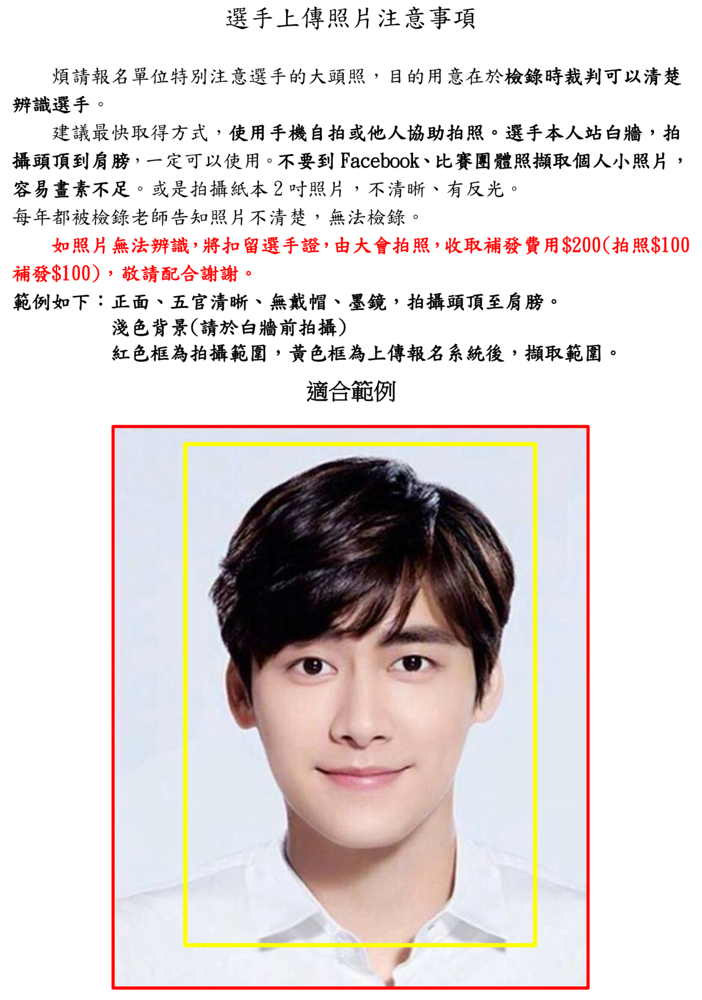 選手上傳照片注意事項
煩請報名單位特別注意選手的大頭照，目的用意在於檢錄時裁判可以清楚
辨識選手。
建議最快取得方式，使用手機自拍或他人協助拍照。選手本人站白牆，拍
攝頭頂到肩膀，一定可以使用。不要到 Facebook、比賽團體照擷取個人小照片，
容易畫素不足。或是拍攝紙本 2 吋照片，不清晰、有反光。
每年都被檢錄老師告知照片不清楚，無法檢錄。
如照片無法辨識，將扣留選手證，由大會拍照，收取補發費用$200(拍照$100
補發$100)，敬請配合謝謝。
範例如下：正面、五官清晰、無戴帽、墨鏡，拍攝頭頂至肩膀。
淺色背景(請於白牆前拍攝)
紅色框為拍攝範圍，黃色框為上傳報名系統後，擷取範圍。
適合範例